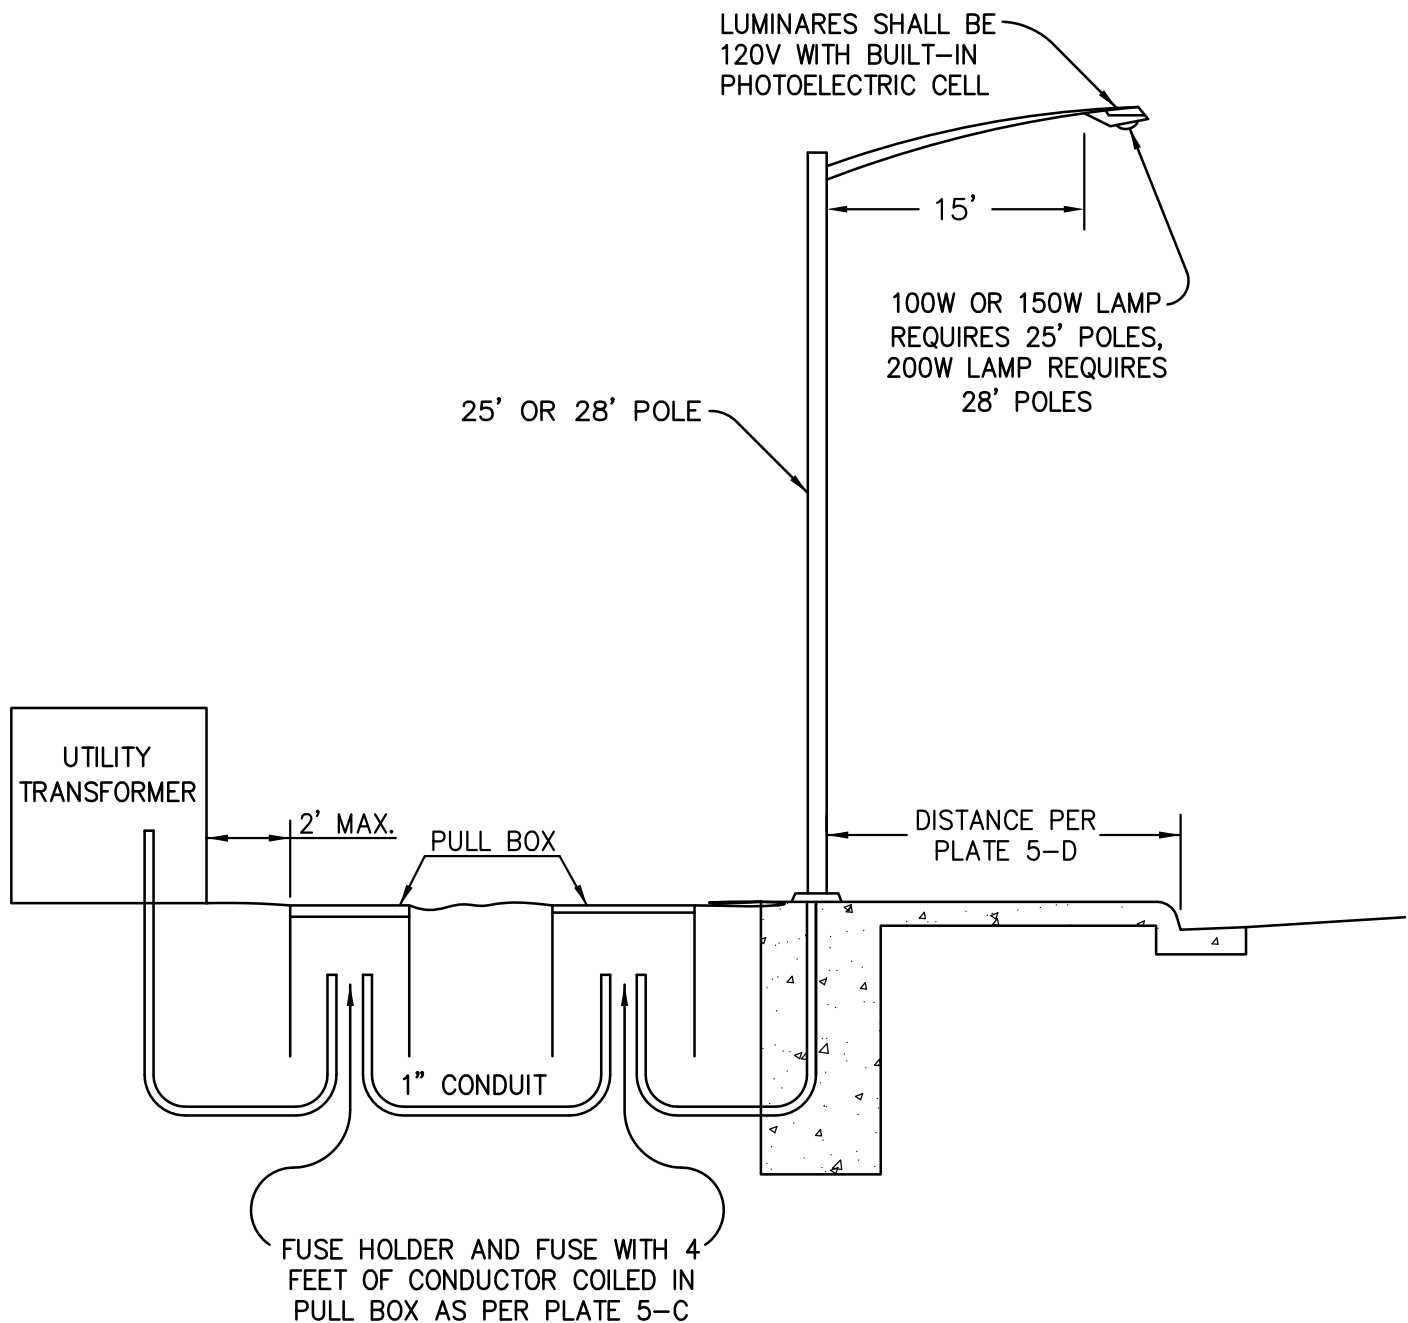 LUMINARES SHALL BE
120V WITH BUILT-IN
PHOTOELECTRIC CELL
15'
100W OR 150W LAMP
REQUIRES 25' POLES,
200W LAMP REQUIRES
28' POLES
25' OR 28' POLE
UTILITY
TRANSFORMER
2' MAX.
PULL BOX
DISTANCE PER
PLATE 5-D
1" CONDUIT
FUSE HOLDER AND FUSE WITH 4
FEET OF CONDUCTOR COILED IN
PULL BOX AS PER PLATE 5-C